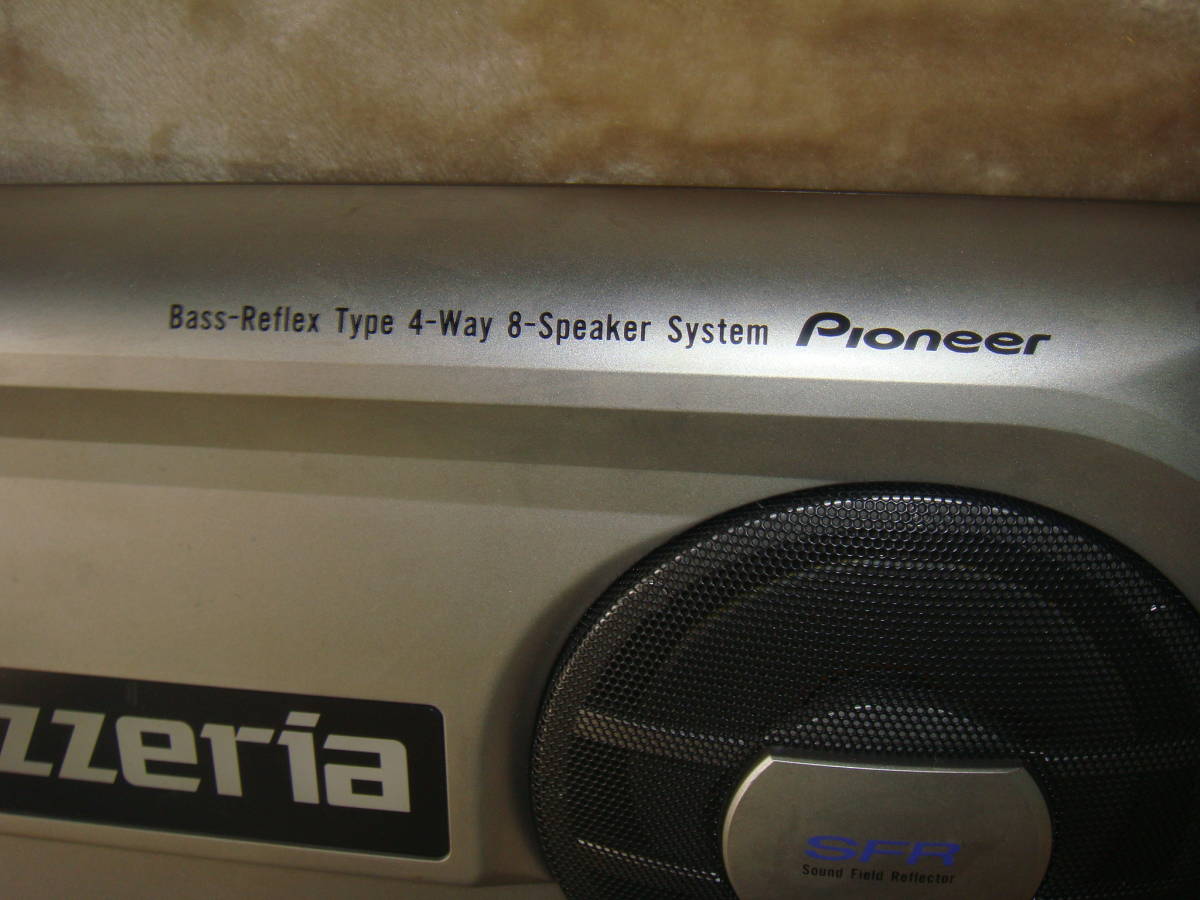 Bass-Reflex Type 4-Way 8-Speaker System Pioneer
zzeria
SFR
Sound Field Reflector